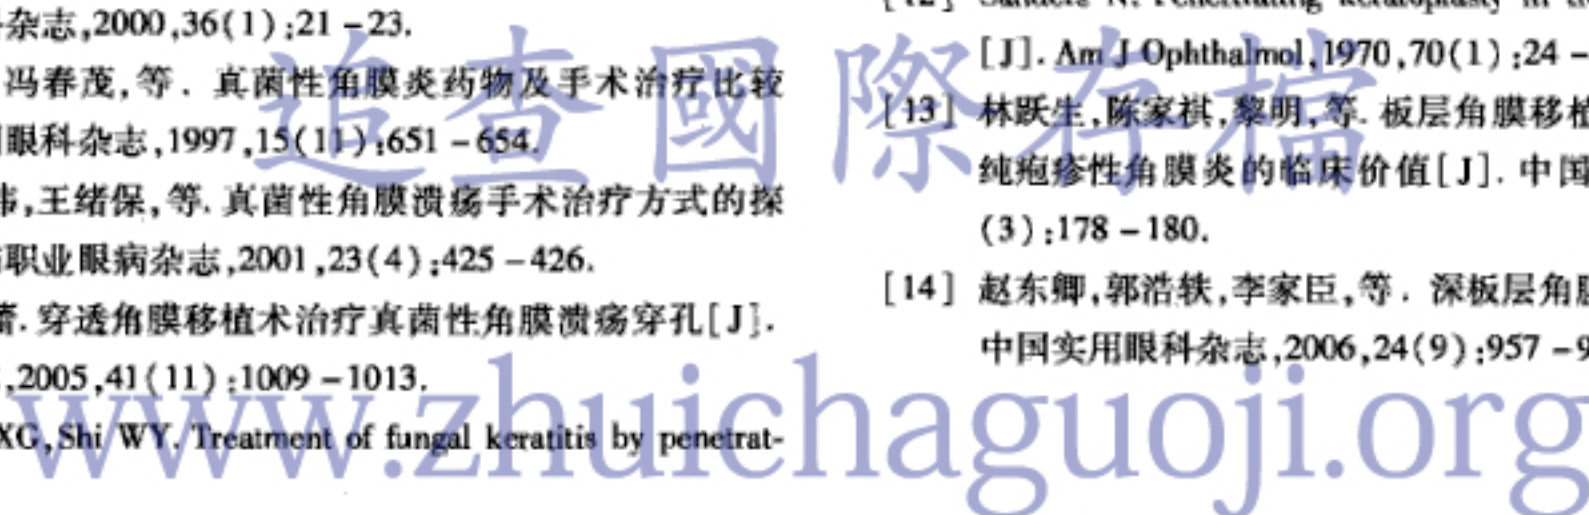 杂志,2000,36(1):21-23.
冯春茂,等. 真菌性角膜炎药物及手术治疗比较
眼科杂志,1997,15(11):651-654.
王绪保,等. 真菌性角膜溃疡手术治疗方式的探
职业眼病杂志,2001,23(4):425-426.
穿透角膜移植术治疗真菌性角膜溃疡穿孔[J].
,2005,41(11):1009-1013.
XG,Shi WY. Treatment of fungal keratitis by penetrat-
[12] Sanders N. Penetrating keratoplasty in
[J]. Am J Ophthalmol,1970,70(1):24-
[13] 林跃生,陈家祺,黎明,等. 板层角膜移植
纯疱疹性角膜炎的临床价值[J]. 中国
(3):178-180.
[14] 赵东卿,郭浩轶,李家臣,等. 深板层角膜
中国实用眼科杂志,2006,24(9):957-9
追查國際存檔
www.zhuichaguoji.org